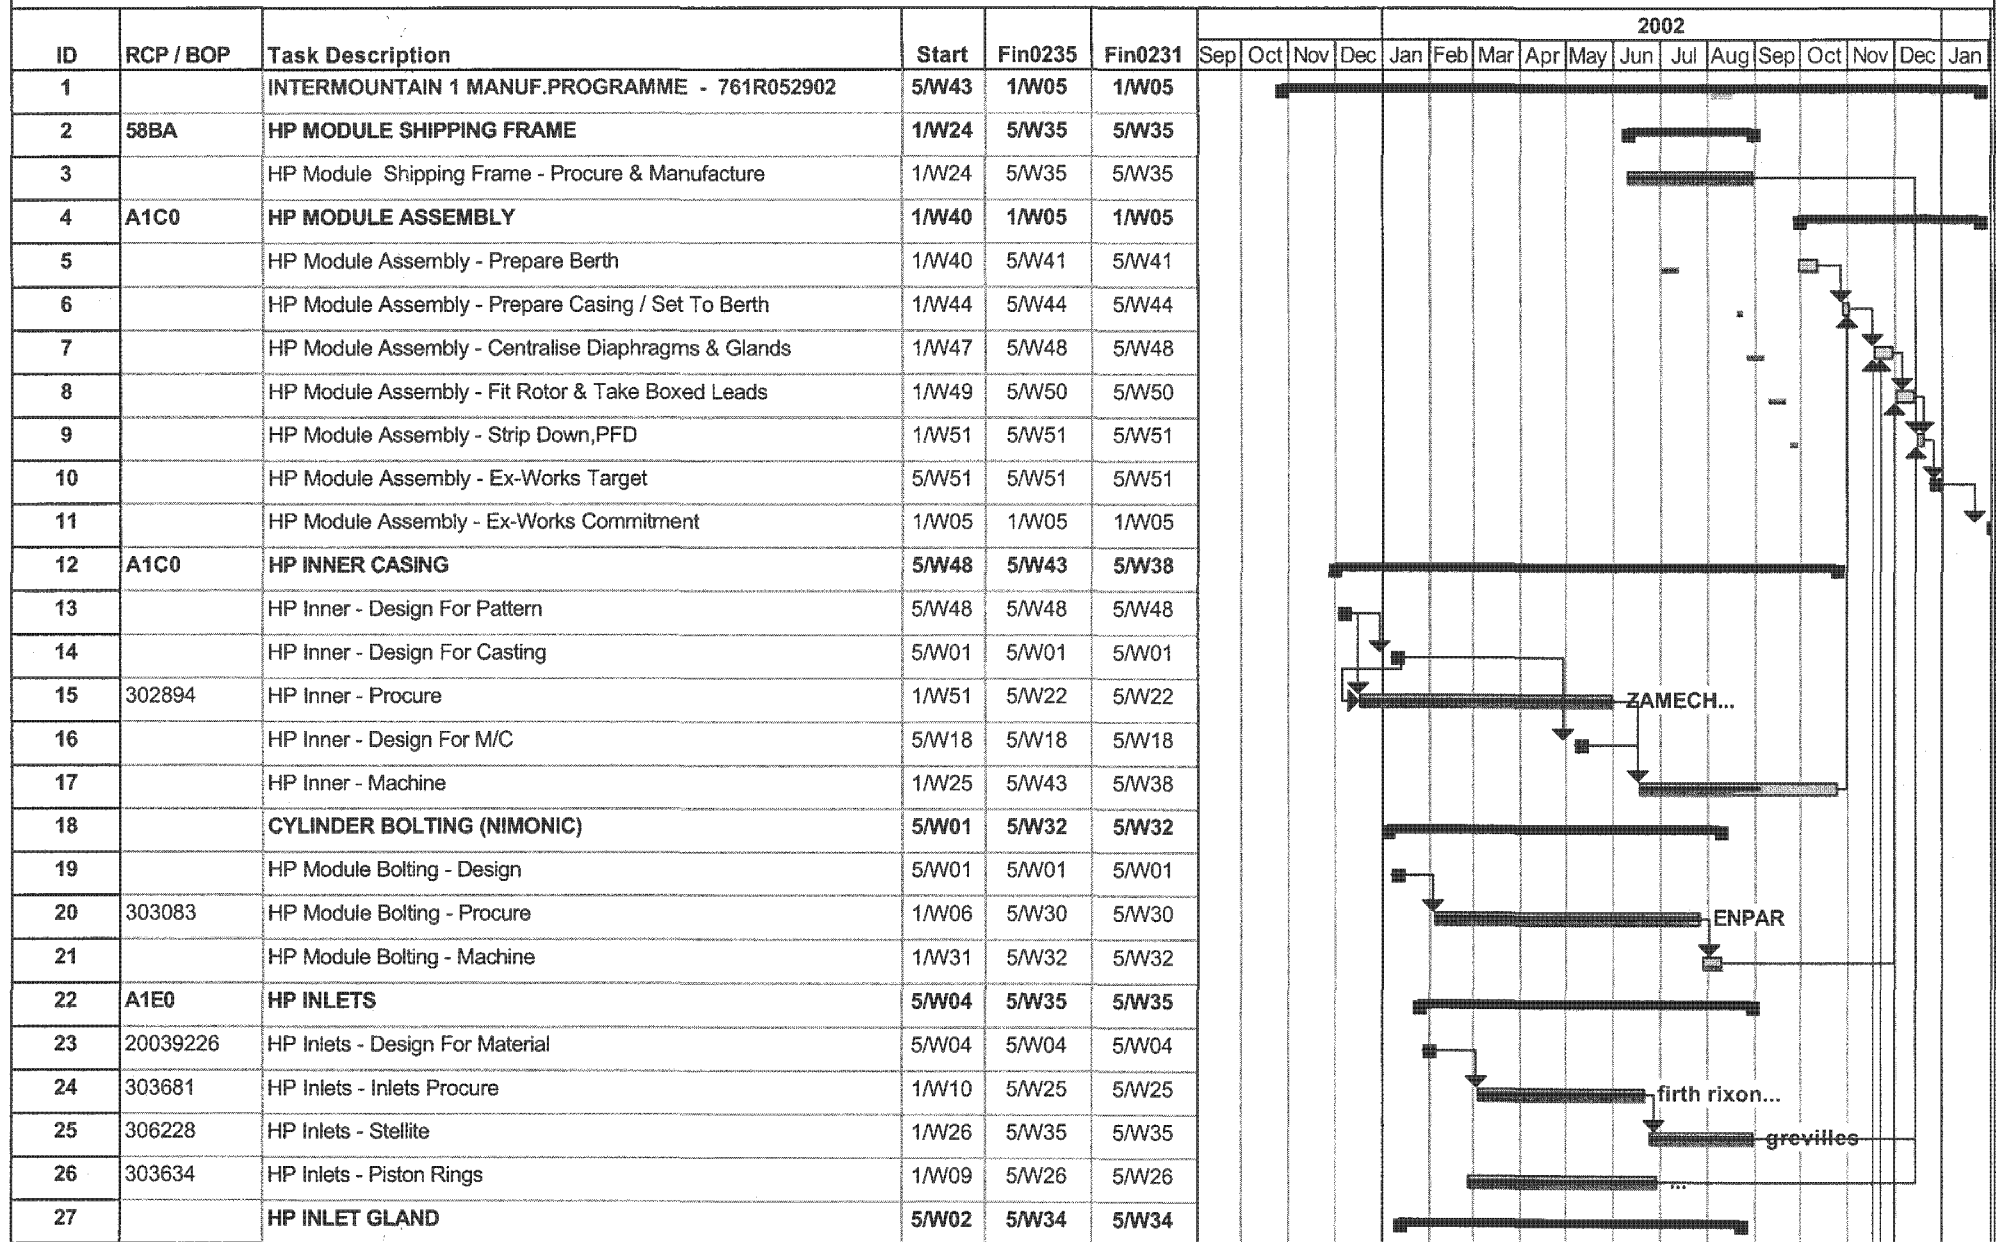 2002
ID RCP / BOP Task Description Start Fin0235 Fin0231 Sep Oct Nov Dec Jan Feb Mar Apr May Jun Jul Aug Sep Oct Nov Dec Jan
1 INTERMOUNTAIN 1 MANUF.PROGRAMME - 761R052902 5/W43 1/W05 1/W05
2 58BA HP MODULE SHIPPING FRAME 1/W24 5/W35 5/W35
3 HP Module Shipping Frame - Procure & Manufacture 1/W24 5/W35 5/W35
4 A1C0 HP MODULE ASSEMBLY 1/W40 1/W05 1/W05
5 HP Module Assembly - Prepare Berth 1/W40 5/W41 5/W41
6 HP Module Assembly - Prepare Casing / Set To Berth 1/W44 5/W44 5/W44
7 HP Module Assembly - Centralise Diaphragms & Glands 1/W47 5/W48 5/W48
8 HP Module Assembly - Fit Rotor & Take Boxed Leads 1/W49 5/W50 5/W50
9 HP Module Assembly - Strip Down,PFD 1/W51 5/W51 5/W51
10 HP Module Assembly - Ex-Works Target 5/W51 5/W51 5/W51
11 HP Module Assembly - Ex-Works Commitment 1/W05 1/W05 1/W05
12 A1C0 HP INNER CASING 5/W48 5/W43 5/W38
13 HP Inner - Design For Pattern 5/W48 5/W48 5/W48
14 HP Inner - Design For Casting 5/W01 5/W01 5/W01
15 302894 HP Inner - Procure 1/W51 5/W22 5/W22 ZAMECH...
16 HP Inner - Design For M/C 5/W18 5/W18 5/W18
17 HP Inner - Machine 1/W25 5/W43 5/W38
18 CYLINDER BOLTING (NIMONIC) 5/W01 5/W32 5/W32
19 HP Module Bolting - Design 5/W01 5/W01 5/W01
20 303083 HP Module Bolting - Procure 1/W06 5/W30 5/W30 ENPAR
21 HP Module Bolting - Machine 1/W31 5/W32 5/W32
22 A1E0 HP INLETS 5/W04 5/W35 5/W35
23 20039226 HP Inlets - Design For Material 5/W04 5/W04 5/W04
24 303681 HP Inlets - Inlets Procure 1/W10 5/W25 5/W25 firth rixon...
25 306228 HP Inlets - Stellite 1/W26 5/W35 5/W35 grevilles
26 303634 HP Inlets - Piston Rings 1/W09 5/W26 5/W26 ...
27 HP INLET GLAND 5/W02 5/W34 5/W34